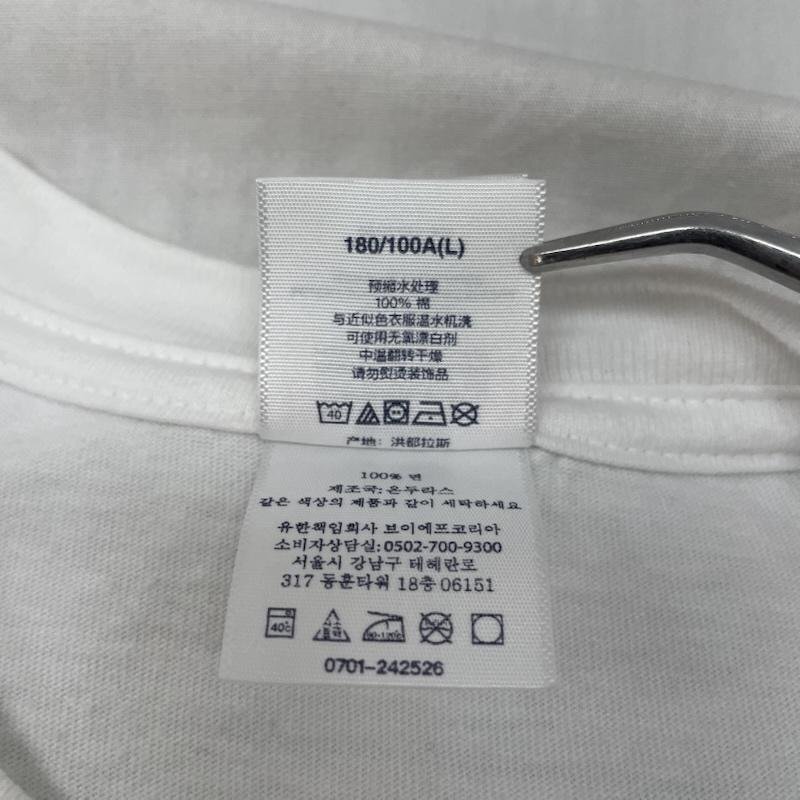 180/100A(L)
预缩水处理
100% 棉
与近似色衣服温水机洗
可使用无氯漂白剂
中温翻转干燥
请勿熨烫装饰品
40
产地: 洪都拉斯
100% 면
제조국: 온두라스
같은 색상의 제품과 같이 세탁하세요
유한책임회사 브이에프코리아
소비자상담실: 0502-700-9300
서울시 강남구 테헤란로
317 동훈타워 18층 06151
40℃
0701-242526